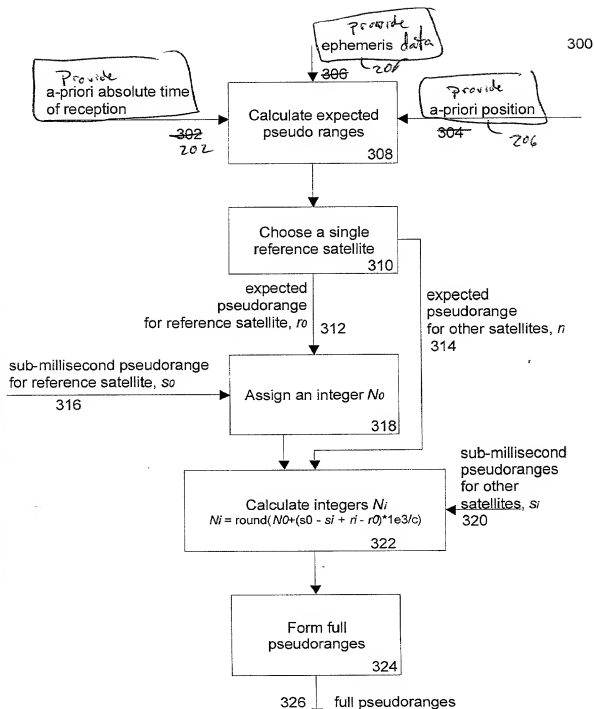 provide
ephemeris data
300
306
204
Provide
a-priori absolute time
of reception
302
202
Calculate expected
pseudo ranges
308
provide
a-priori position
304
206
Choose a single
reference satellite
310
expected
pseudorange
for reference satellite, r0
312
expected
pseudorange
for other satellites, ri
314
sub-millisecond pseudorange
for reference satellite, s0
316
Assign an integer N0
318
sub-millisecond
pseudoranges
for other
satellites, si
320
Calculate integers Ni
Ni = round(N0+(s0 - si + ri - r0)*1e3/c)
322
Form full
pseudoranges
324
326 full pseudoranges